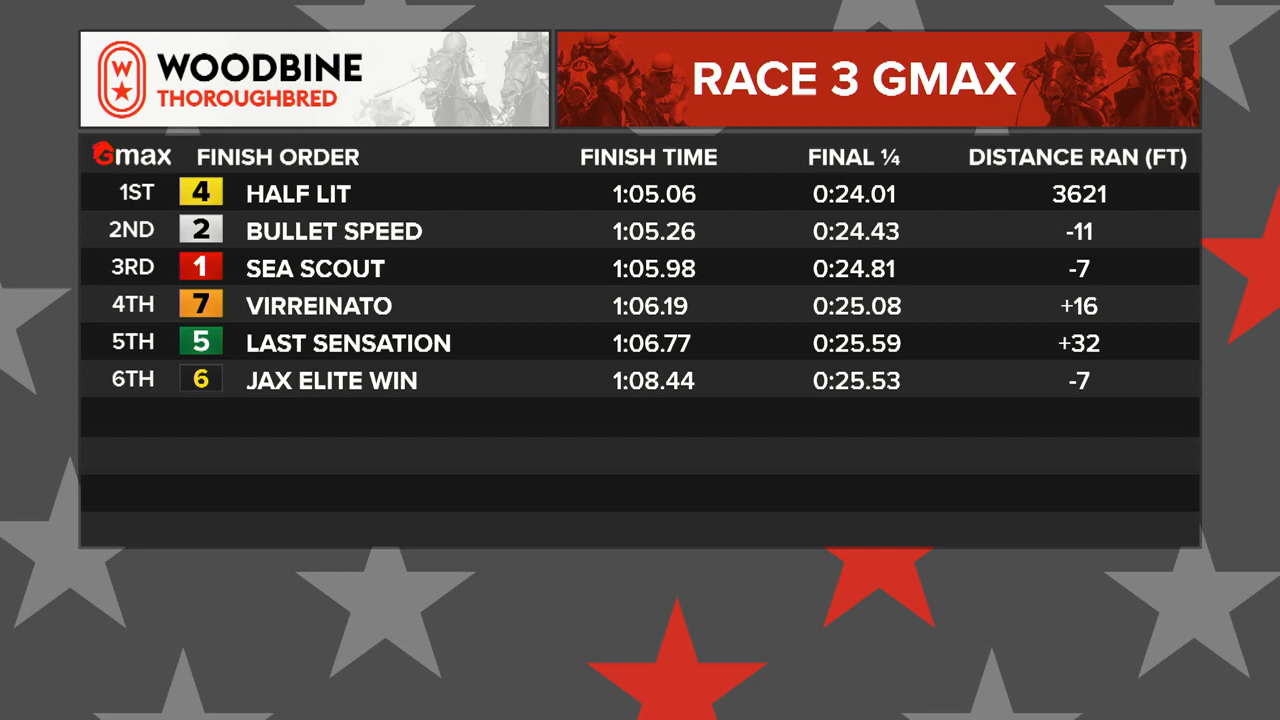 W
WOODBINE
THOROUGHBRED
RACE 3 GMAX
Gmax FINISH ORDER FINISH TIME FINAL ¼ DISTANCE RAN (FT)
1ST 4 HALF LIT 1:05.06 0:24.01 3621
2ND 2 BULLET SPEED 1:05.26 0:24.43 -11
3RD 1 SEA SCOUT 1:05.98 0:24.81 -7
4TH 7 VIRREINATO 1:06.19 0:25.08 +16
5TH 5 LAST SENSATION 1:06.77 0:25.59 +32
6TH 6 JAX ELITE WIN 1:08.44 0:25.53 -7